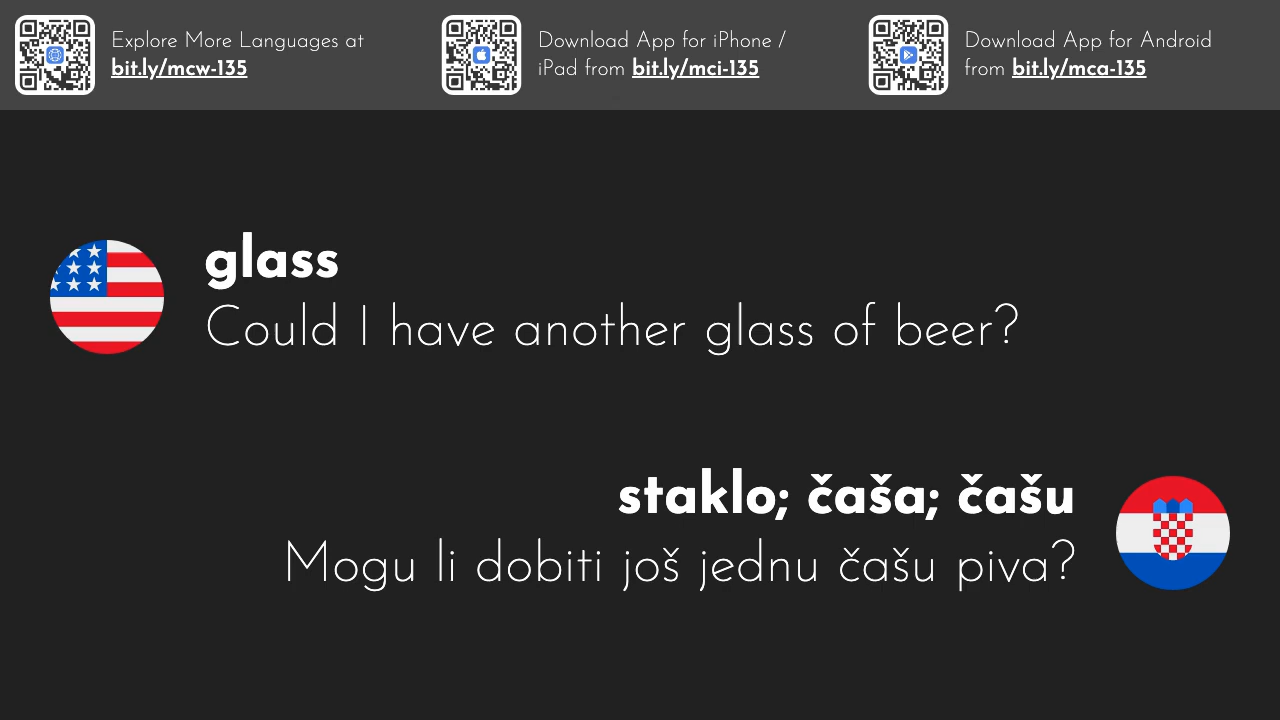 Explore More Languages at
bit.ly/mcw-135
Download App for iPhone /
iPad from bit.ly/mci-135
Download App for Android
from bit.ly/mca-135
glass
Could I have another glass of beer?
staklo; čaša; čašu
Mogu li dobiti još jednu čašu piva?